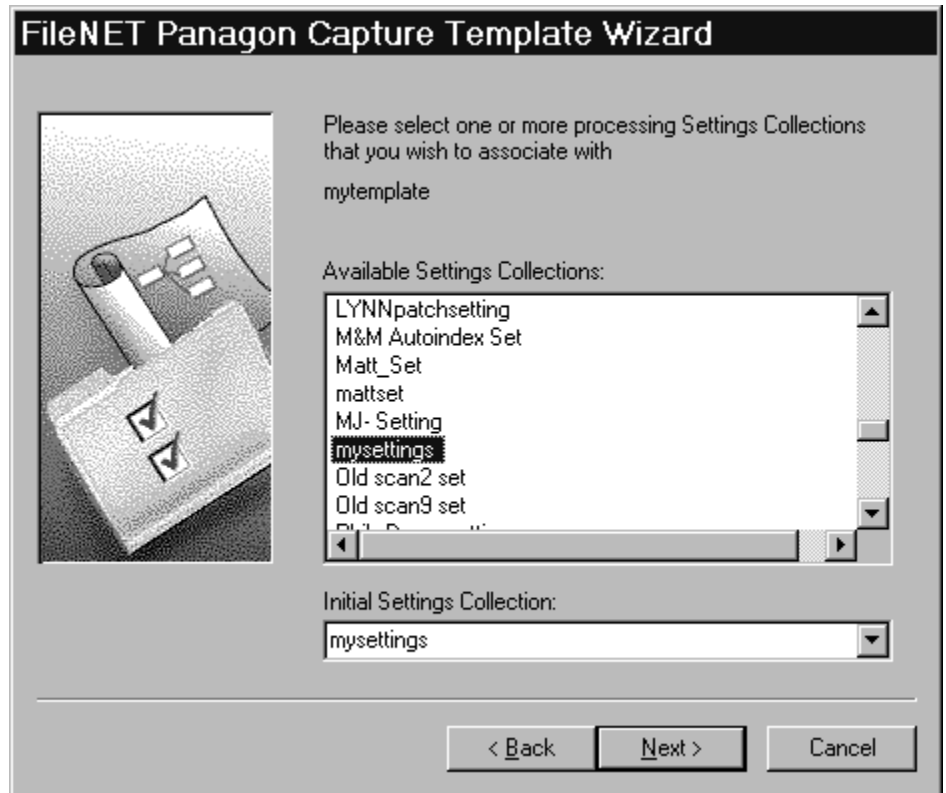 FileNET Panagon Capture Template Wizard
Please select one or more processing Settings Collections
that you wish to associate with
mytemplate
Available Settings Collections:
LYNNpatchsetting
M&M Autoindex Set
Matt_Set
mattset
MJ- Setting
mysettings
Old scan2 set
Old scan9 set
Initial Settings Collection:
mysettings
< Back
Next >
Cancel